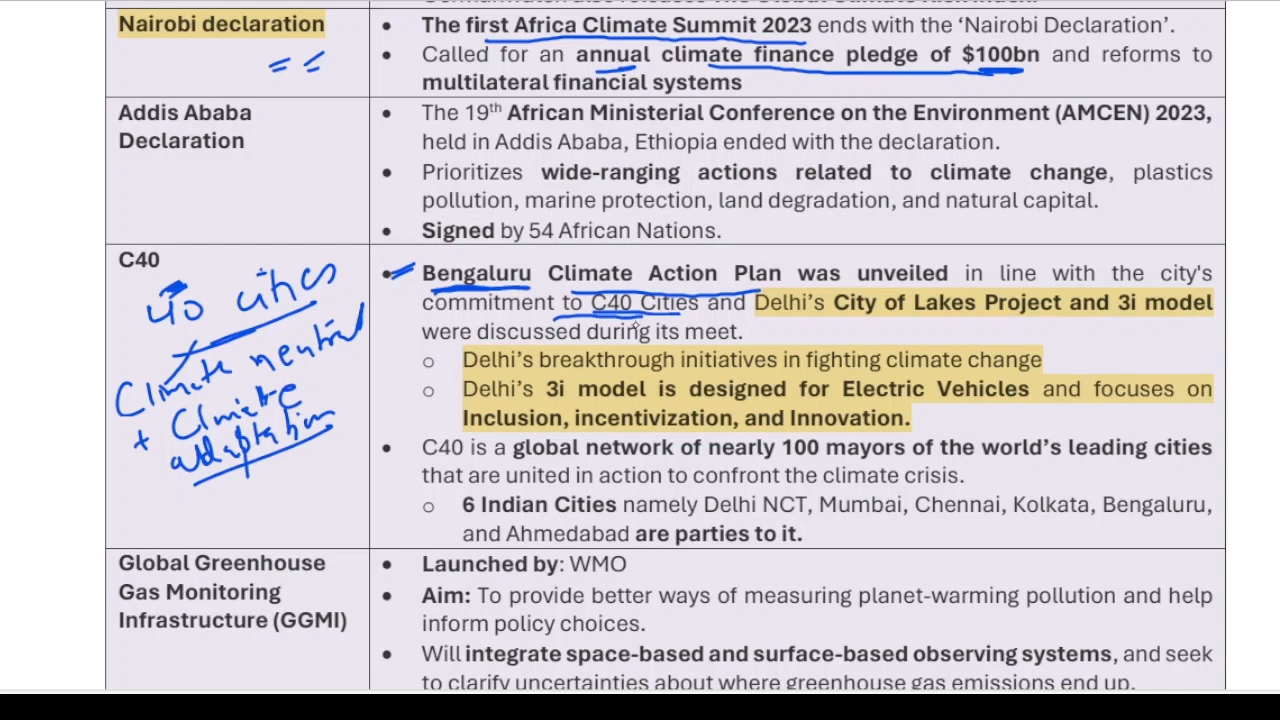 Nairobi declaration
The first Africa Climate Summit 2023 ends with the ‘Nairobi Declaration’.
Called for an annual climate finance pledge of $100bn and reforms to
multilateral financial systems
Addis Ababa
Declaration
The 19th African Ministerial Conference on the Environment (AMCEN) 2023,
held in Addis Ababa, Ethiopia ended with the declaration.
Prioritizes wide-ranging actions related to climate change, plastics
pollution, marine protection, land degradation, and natural capital.
Signed by 54 African Nations.
C40
40 cities
Climate neutral
+ Climate
adaptation
Bengaluru Climate Action Plan was unveiled in line with the city's
commitment to C40 Cities and Delhi’s City of Lakes Project and 3i model
were discussed during its meet.
Delhi’s breakthrough initiatives in fighting climate change
Delhi’s 3i model is designed for Electric Vehicles and focuses on
Inclusion, incentivization, and Innovation.
C40 is a global network of nearly 100 mayors of the world’s leading cities
that are united in action to confront the climate crisis.
6 Indian Cities namely Delhi NCT, Mumbai, Chennai, Kolkata, Bengaluru,
and Ahmedabad are parties to it.
Global Greenhouse
Gas Monitoring
Infrastructure (GGMI)
Launched by: WMO
Aim: To provide better ways of measuring planet-warming pollution and help
inform policy choices.
Will integrate space-based and surface-based observing systems, and seek
to clarify uncertainties about where greenhouse gas emissions end up.